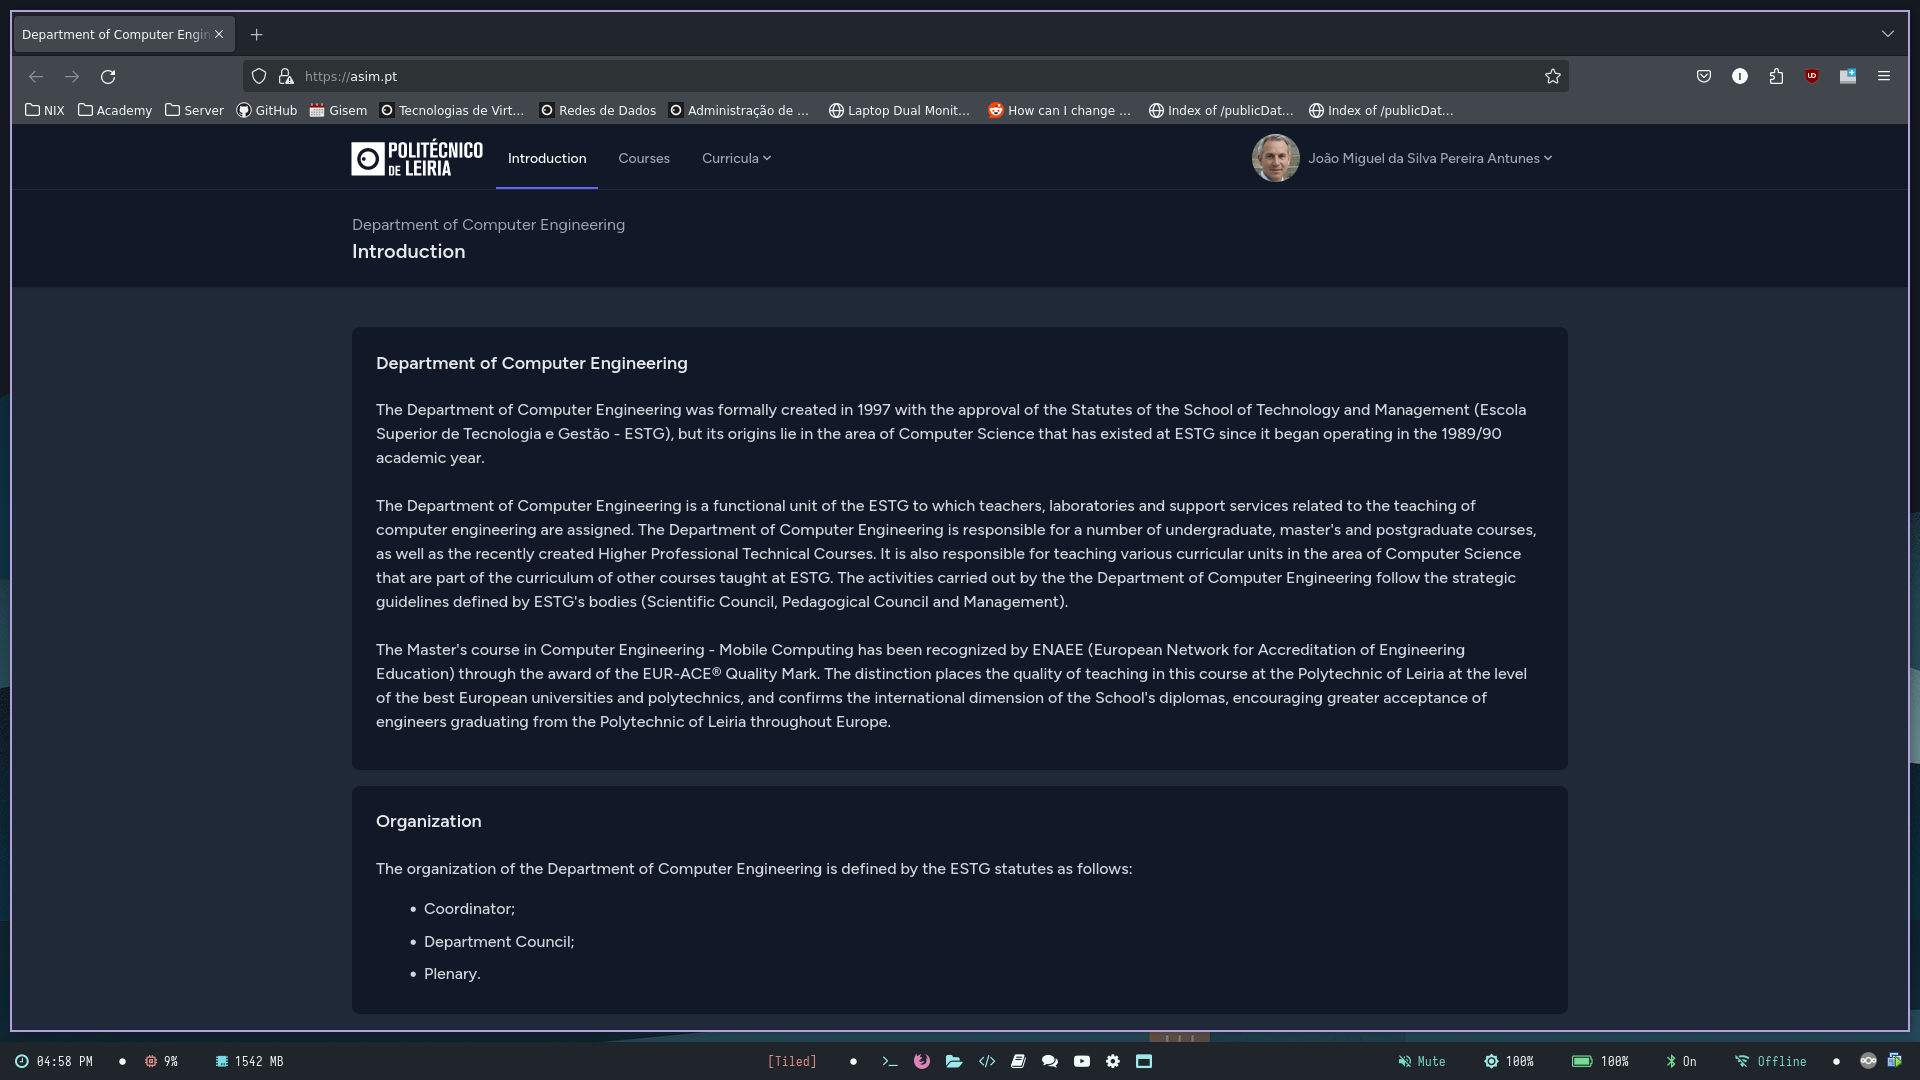 Department of Computer Engin
https://asim.pt
NIX Academy Server GitHub Gisem Tecnologias de Virt... Redes de Dados Administração de ... Laptop Dual Monit... How can I change ... Index of /publicDat... Index of /publicDat...
POLITÉCNICO
DE LEIRIA
Introduction Courses Curricula João Miguel da Silva Pereira Antunes
Department of Computer Engineering
Introduction
Department of Computer Engineering
The Department of Computer Engineering was formally created in 1997 with the approval of the Statutes of the School of Technology and Management (Escola
Superior de Tecnologia e Gestão - ESTG), but its origins lie in the area of Computer Science that has existed at ESTG since it began operating in the 1989/90
academic year.
The Department of Computer Engineering is a functional unit of the ESTG to which teachers, laboratories and support services related to the teaching of
computer engineering are assigned. The Department of Computer Engineering is responsible for a number of undergraduate, master's and postgraduate courses,
as well as the recently created Higher Professional Technical Courses. It is also responsible for teaching various curricular units in the area of Computer Science
that are part of the curriculum of other courses taught at ESTG. The activities carried out by the the Department of Computer Engineering follow the strategic
guidelines defined by ESTG's bodies (Scientific Council, Pedagogical Council and Management).
The Master's course in Computer Engineering - Mobile Computing has been recognized by ENAEE (European Network for Accreditation of Engineering
Education) through the award of the EUR-ACE® Quality Mark. The distinction places the quality of teaching in this course at the Polytechnic of Leiria at the level
of the best European universities and polytechnics, and confirms the international dimension of the School's diplomas, encouraging greater acceptance of
engineers graduating from the Polytechnic of Leiria throughout Europe.
Organization
The organization of the Department of Computer Engineering is defined by the ESTG statutes as follows:
• Coordinator;
• Department Council;
• Plenary.
04:58 PM 9% 1542 MB [Tiled] Mute 100% 100% On Offline